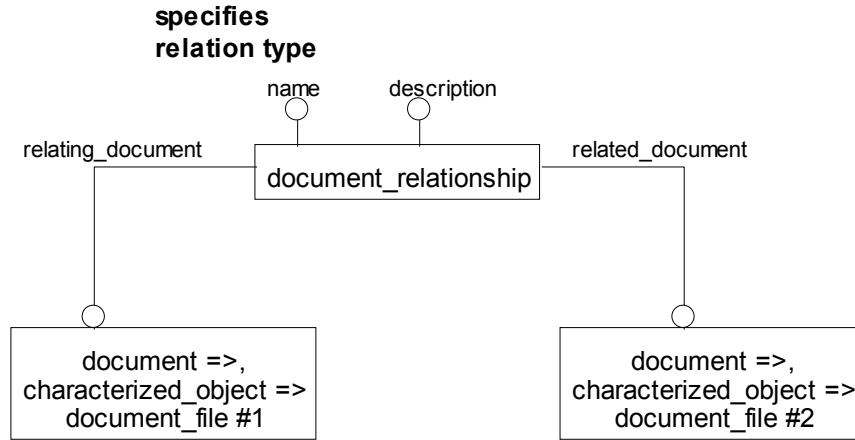 specifies
relation type
name
description
relating_document
related_document
document_relationship
document =>,
characterized_object =>
document_file #1
document =>,
characterized_object =>
document_file #2